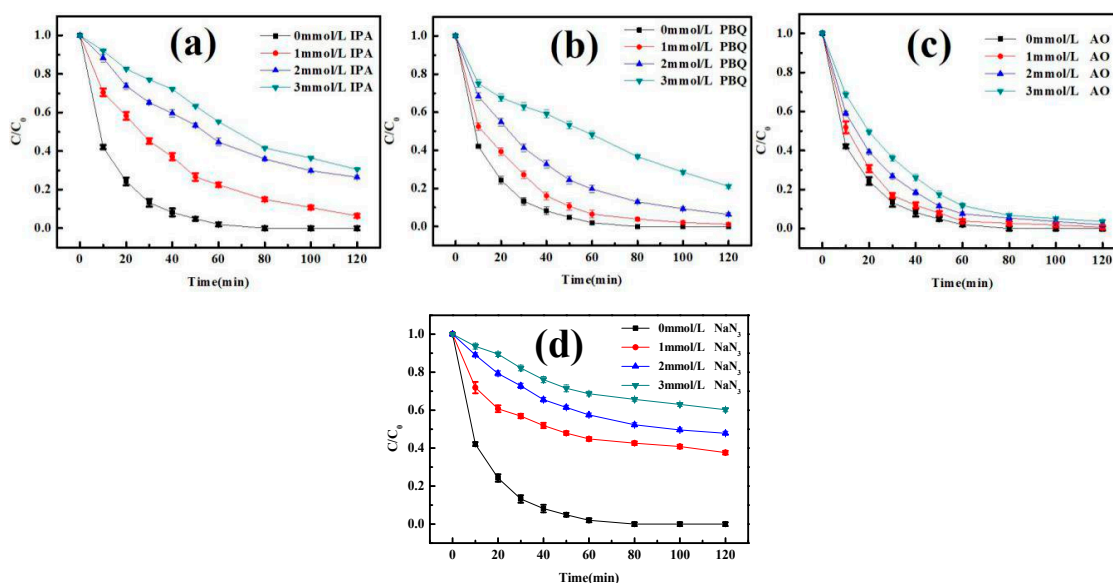 (a)
0mmol/L IPA
1mmol/L IPA
2mmol/L IPA
3mmol/L IPA
C/C0
1.0
0.8
0.6
0.4
0.2
0.0
0 20 40 60 80 100 120
Time(min)
(b)
0mmol/L PBQ
1mmol/L PBQ
2mmol/L PBQ
3mmol/L PBQ
C/C0
1.0
0.8
0.6
0.4
0.2
0.0
0 20 40 60 80 100 120
Time(min)
(c)
0mmol/L AO
1mmol/L AO
2mmol/L AO
3mmol/L AO
C/C0
1.0
0.8
0.6
0.4
0.2
0.0
0 20 40 60 80 100 120
Time(min)
(d)
0mmol/L NaN3
1mmol/L NaN3
2mmol/L NaN3
3mmol/L NaN3
C/C0
1.0
0.8
0.6
0.4
0.2
0.0
0 20 40 60 80 100 120
Time(min)